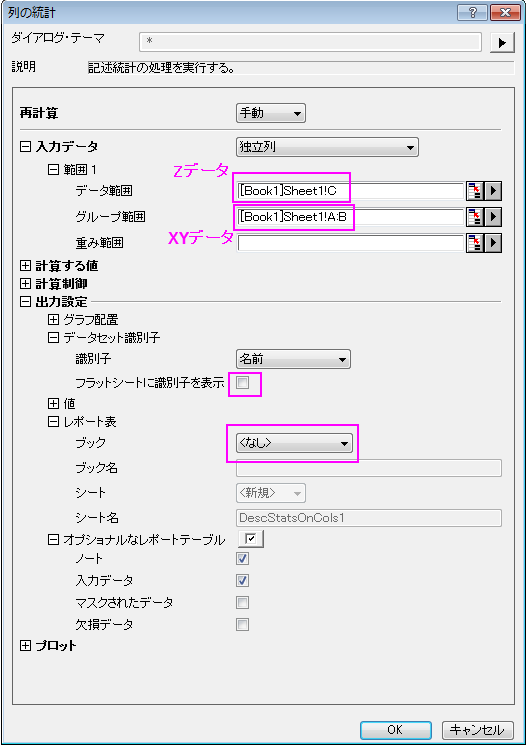 列の統計
ダイアログ・テーマ
*
説明
記述統計の処理を実行する。
再計算
手動
入力データ
独立列
範囲 1
Zデータ
データ範囲
[Book1]Sheet1!C
グループ範囲
[Book1]Sheet1!A:B
重み範囲
XYデータ
計算する値
計算制御
出力設定
グラフ配置
データセット識別子
識別子
名前
フラットシートに識別子を表示
値
レポート表
ブック
<なし>
ブック名
シート
<新規>
シート名
DescStatsOnCols1
オプショナルなレポートテーブル
ノート
入力データ
マスクされたデータ
欠損データ
プロット
OK
キャンセル